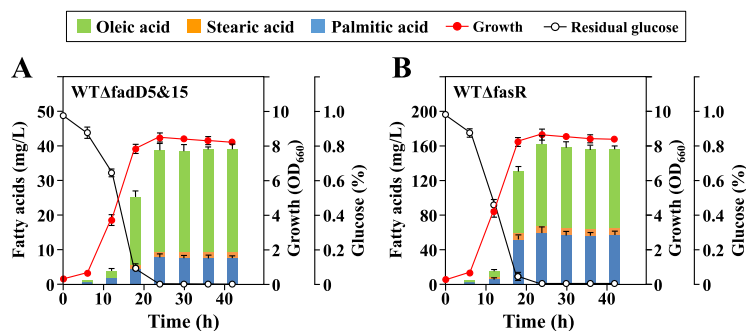 Oleic acid Stearic acid Palmitic acid Growth Residual glucose
A
WTΔfadD5&15
Fatty acids (mg/L)
50
40
30
20
10
0
0 10 20 30 40
Time (h)
10
8
6
4
2
0
Growth (OD660)
1.0
0.8
0.6
0.4
0.2
0
Glucose (%)
B
WTΔfasR
Fatty acids (mg/L)
200
160
120
80
40
0
0 10 20 30 40
Time (h)
10
8
6
4
2
0
Growth (OD660)
1.0
0.8
0.6
0.4
0.2
0
Glucose (%)